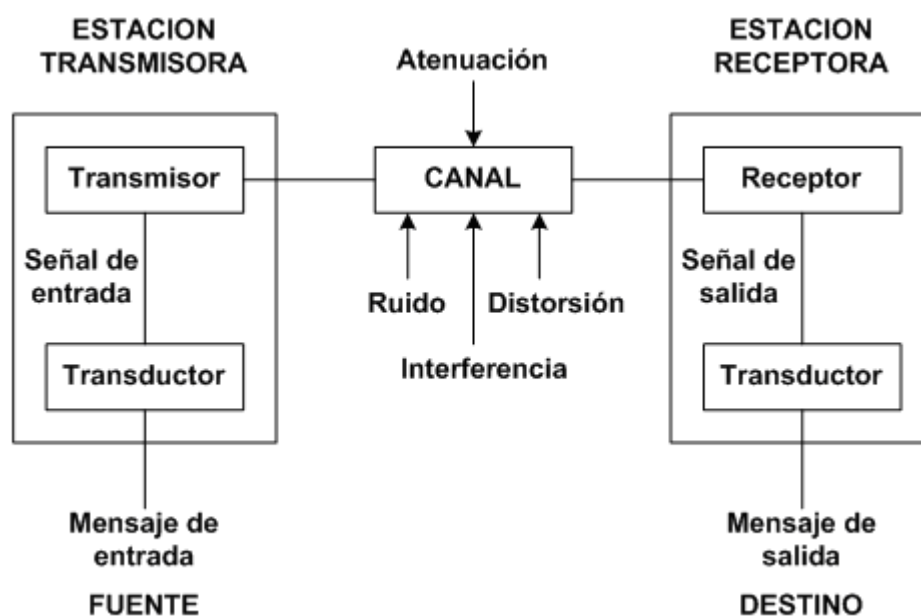 ESTACION
TRANSMISORA
Transmisor
Señal de
entrada
Transductor
Mensaje de
entrada
FUENTE
Atenuación
CANAL
Ruido
Distorsión
Interferencia
ESTACION
RECEPTORA
Receptor
Señal de
salida
Transductor
Mensaje de
salida
DESTINO